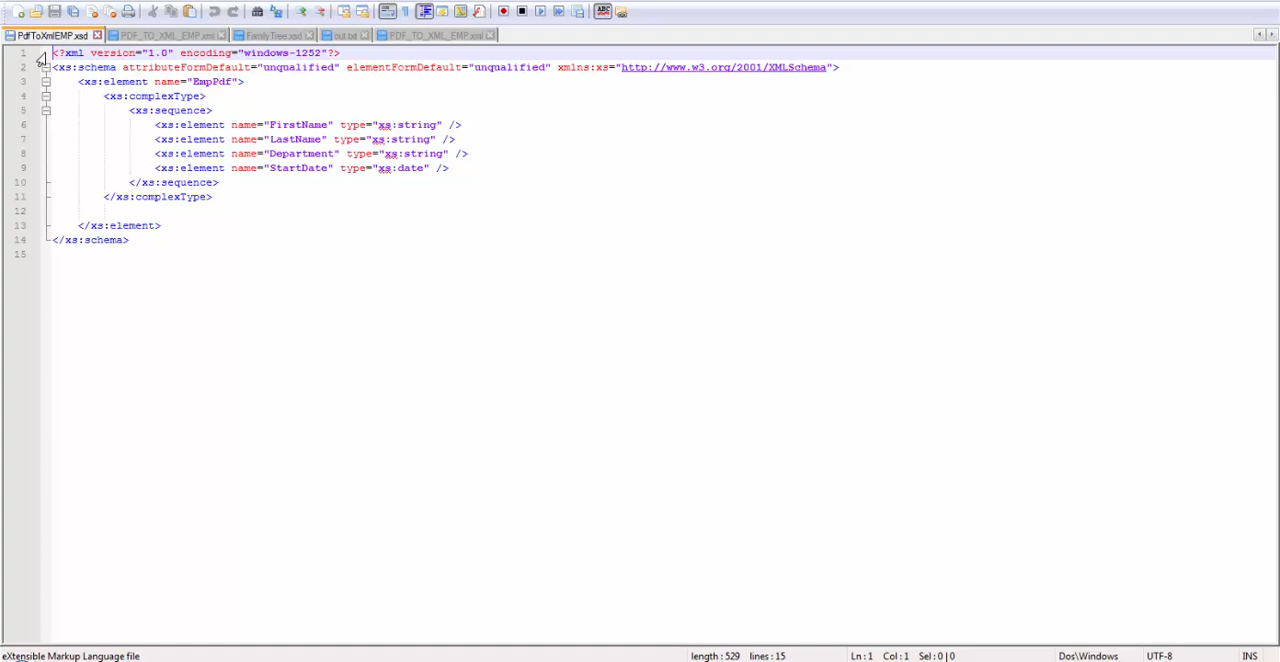 PdfToXmlEMP.xsd PDF_TO_XML_EMP.xml FamilyTree.xsd out.txt PDF_TO_XML_EMP.xml
1 <?xml version="1.0" encoding="windows-1252"?>
2 <xs:schema attributeFormDefault="unqualified" elementFormDefault="unqualified" xmlns:xs="http://www.w3.org/2001/XMLSchema">
3 <xs:element name="EmpPdf">
4 <xs:complexType>
5 <xs:sequence>
6 <xs:element name="FirstName" type="xs:string" />
7 <xs:element name="LastName" type="xs:string" />
8 <xs:element name="Department" type="xs:string" />
9 <xs:element name="StartDate" type="xs:date" />
10 </xs:sequence>
11 </xs:complexType>
12
13 </xs:element>
14 </xs:schema>
15
eXtensible Markup Language file length : 529 lines : 15 Ln : 1 Col : 1 Sel : 0 | 0 Dos\Windows UTF-8 INS